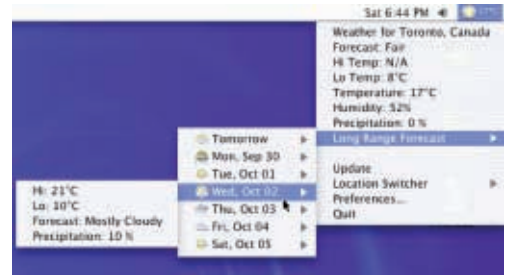 Sat 6:44 PM
17°C
Weather for Toronto, Canada
Forecast: Fair
Hi Temp: N/A
Lo Temp: 8°C
Temperature: 17°C
Humidity: 52%
Precipitation: 0 %
Long Range Forecast
Update
Location Switcher
Preferences...
Quit
Tomorrow
Mon, Sep 30
Tue, Oct 01
Wed, Oct 02
Thu, Oct 03
Fri, Oct 04
Sat, Oct 05
Hi: 21°C
Lo: 10°C
Forecast: Mostly Cloudy
Precipitation: 10 %